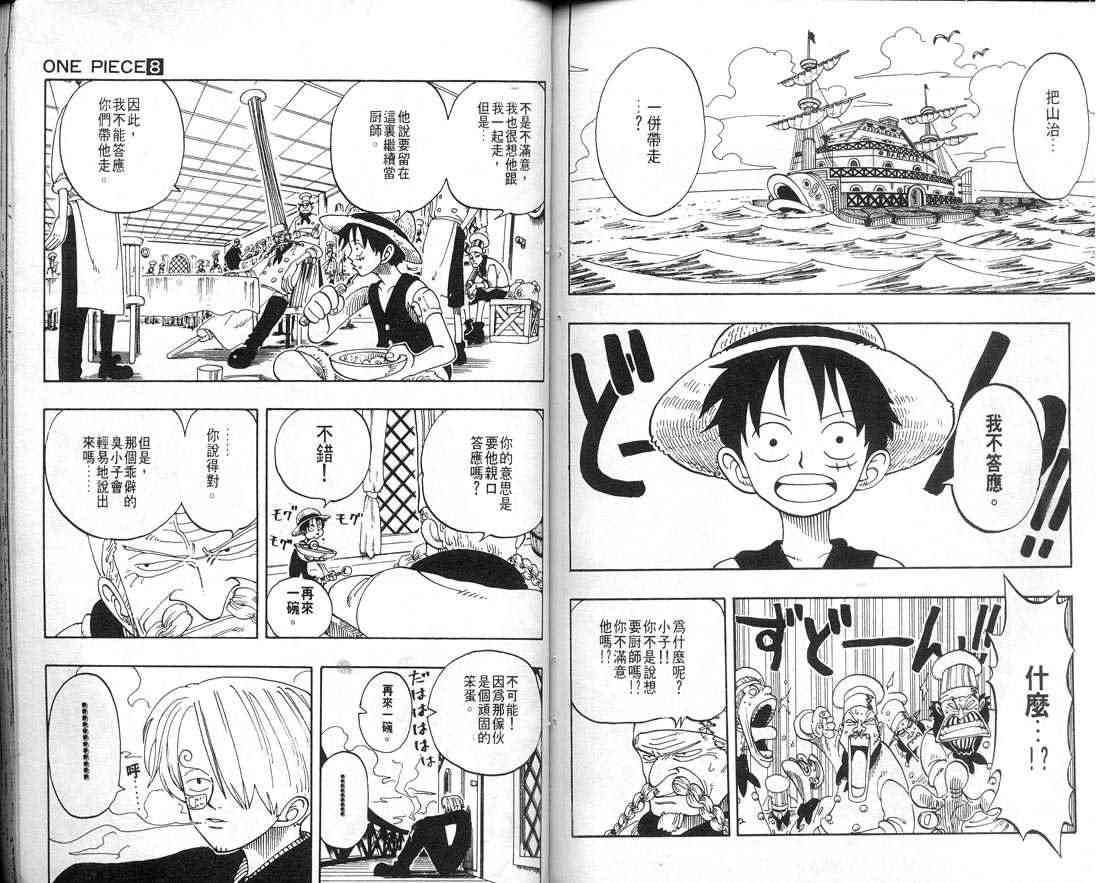 把山治…
一併帶走
…?
我不答應。
どどーん!!
什麼…!?
ずどーん!!
爲什麼呢?
小子!!
你不是說想
要厨師嗎!?
你不滿意
他嗎!?
ONE PIECE 8
不是不滿意,
我也很想他跟
我一起走,
但是…
他說要留在
這裏繼續當
厨師。
因此,
我不能答應
你們帶他走。
你的意思是
要他親口
答應嗎?
不錯!
モグ
モグ
モグ
再來
一碗。
……
你說得對。
但是,
那個乖僻的
臭小子會
輕易地說出
來嗎……
不可能!
因爲那傢伙
是個頑固的
笨蛋。
だはははは
再來一碗。
…………
呼…
…………